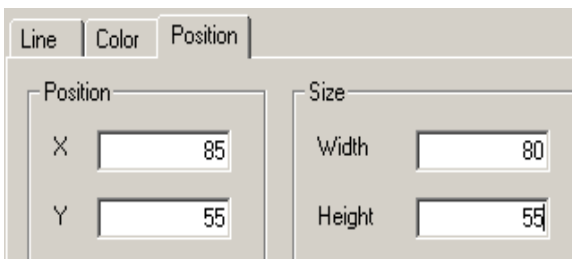 Line Color Position
Position Size
X 85 Width 80
Y 55 Height 55